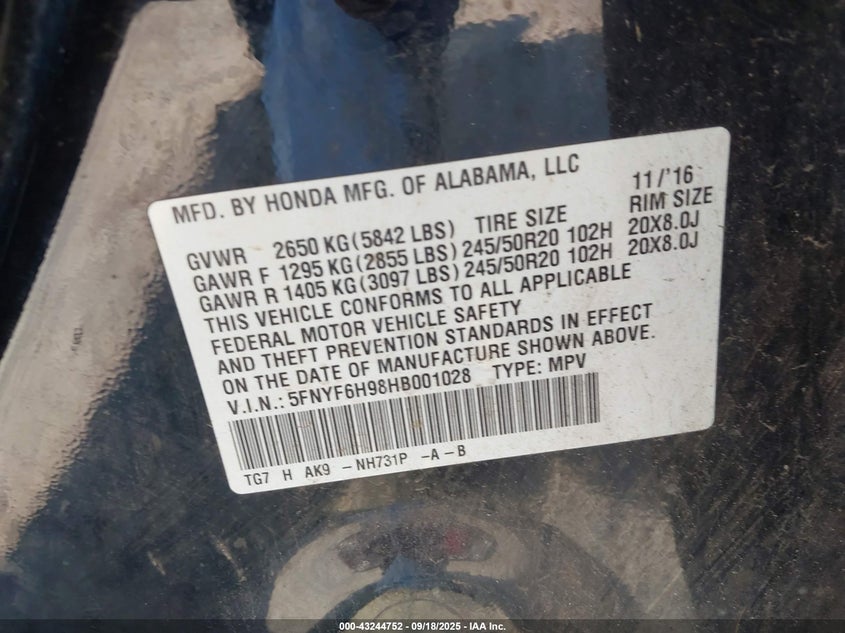 MFD. BY HONDA MFG. OF ALABAMA, LLC 11/'16
GVWR 2650 KG(5842 LBS) TIRE SIZE RIM SIZE
GAWR F 1295 KG(2855 LBS) 245/50R20 102H 20X8.0J
GAWR R 1405 KG(3097 LBS) 245/50R20 102H 20X8.0J
THIS VEHICLE CONFORMS TO ALL APPLICABLE
FEDERAL MOTOR VEHICLE SAFETY
AND THEFT PREVENTION STANDARDS IN EFFECT
ON THE DATE OF MANUFACTURE SHOWN ABOVE.
V.I.N.: 5FNYF6H98HB001028 TYPE: MPV
TG7 H AK9 -NH731P -A-B
000-43244752 - 09/18/2025 - IAA Inc.